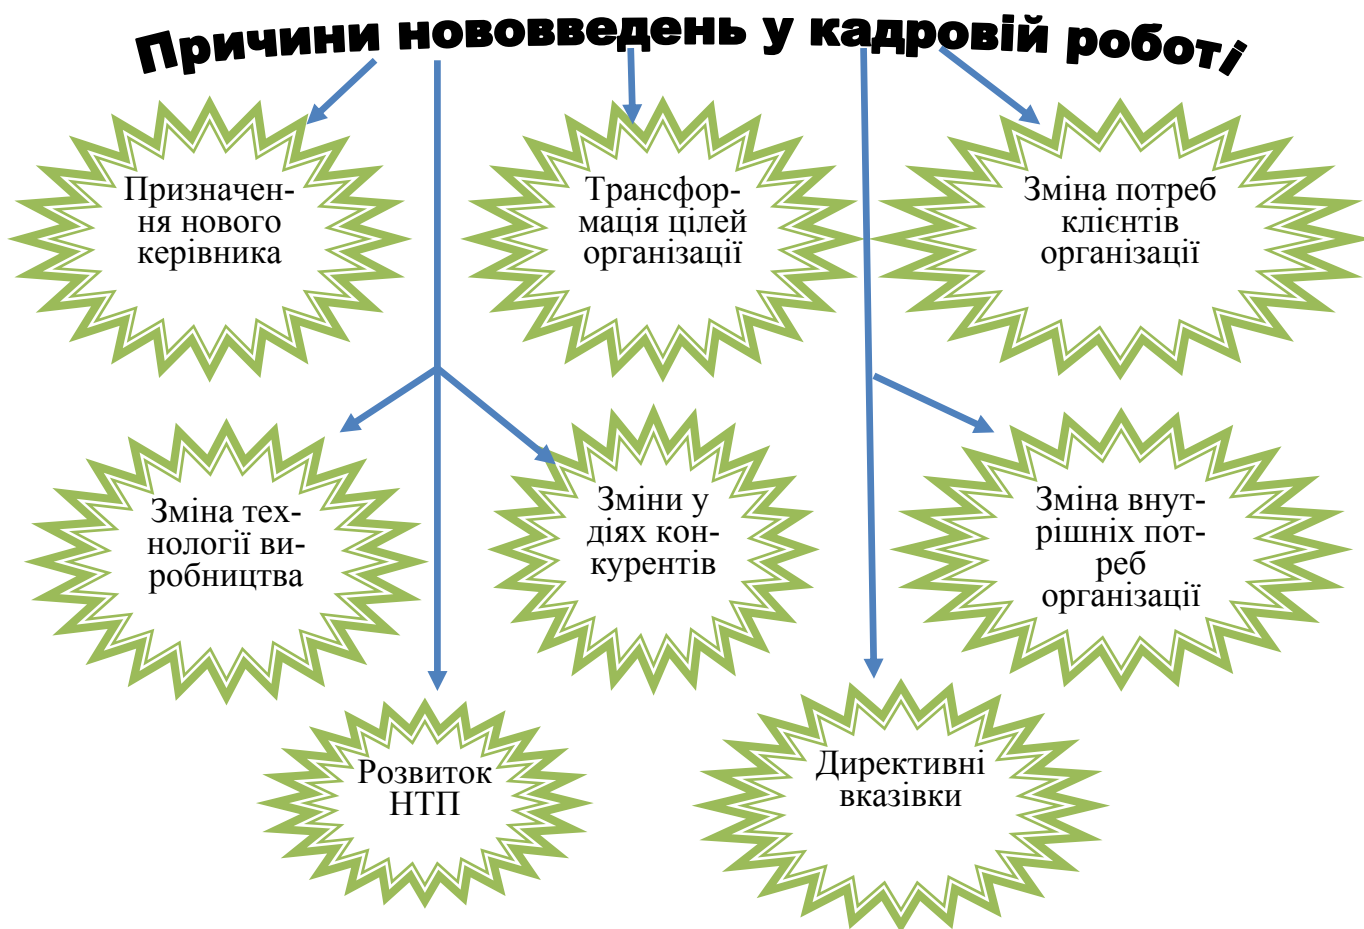 Причини нововведень у кадровій роботі
Призначен-
ня нового
керівника
Трансфор-
мація цілей
організації
Зміна потреб
клієнтів
організації
Зміна тех-
нології ви-
робництва
Зміни у
діях кон-
курентів
Зміна внут-
рішніх пот-
реб
організації
Розвиток
НТП
Директивні
вказівки